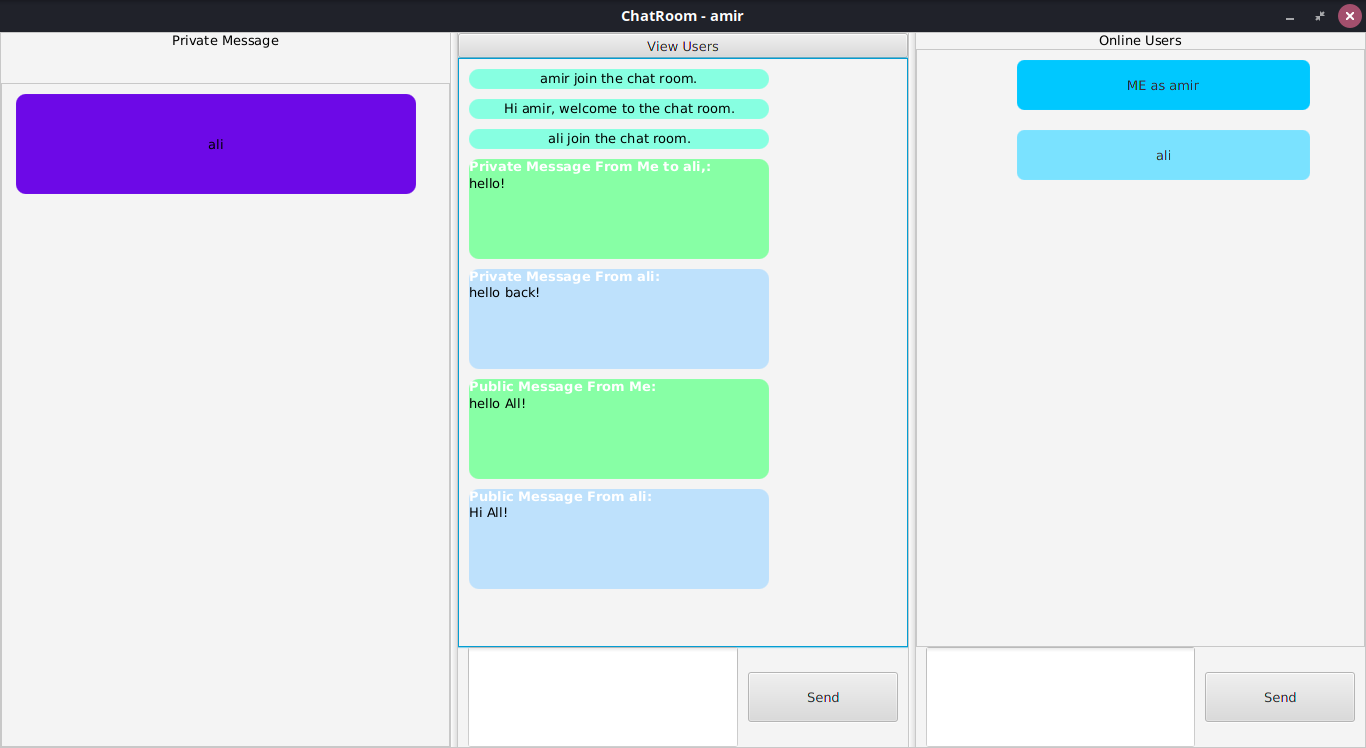 ChatRoom - amir
Private Message
ali
View Users
amir join the chat room.
Hi amir, welcome to the chat room.
ali join the chat room.
Private Message From Me to ali,:
hello!
Private Message From ali:
hello back!
Public Message From Me:
hello All!
Public Message From ali:
Hi All!
Send
Online Users
ME as amir
ali
Send